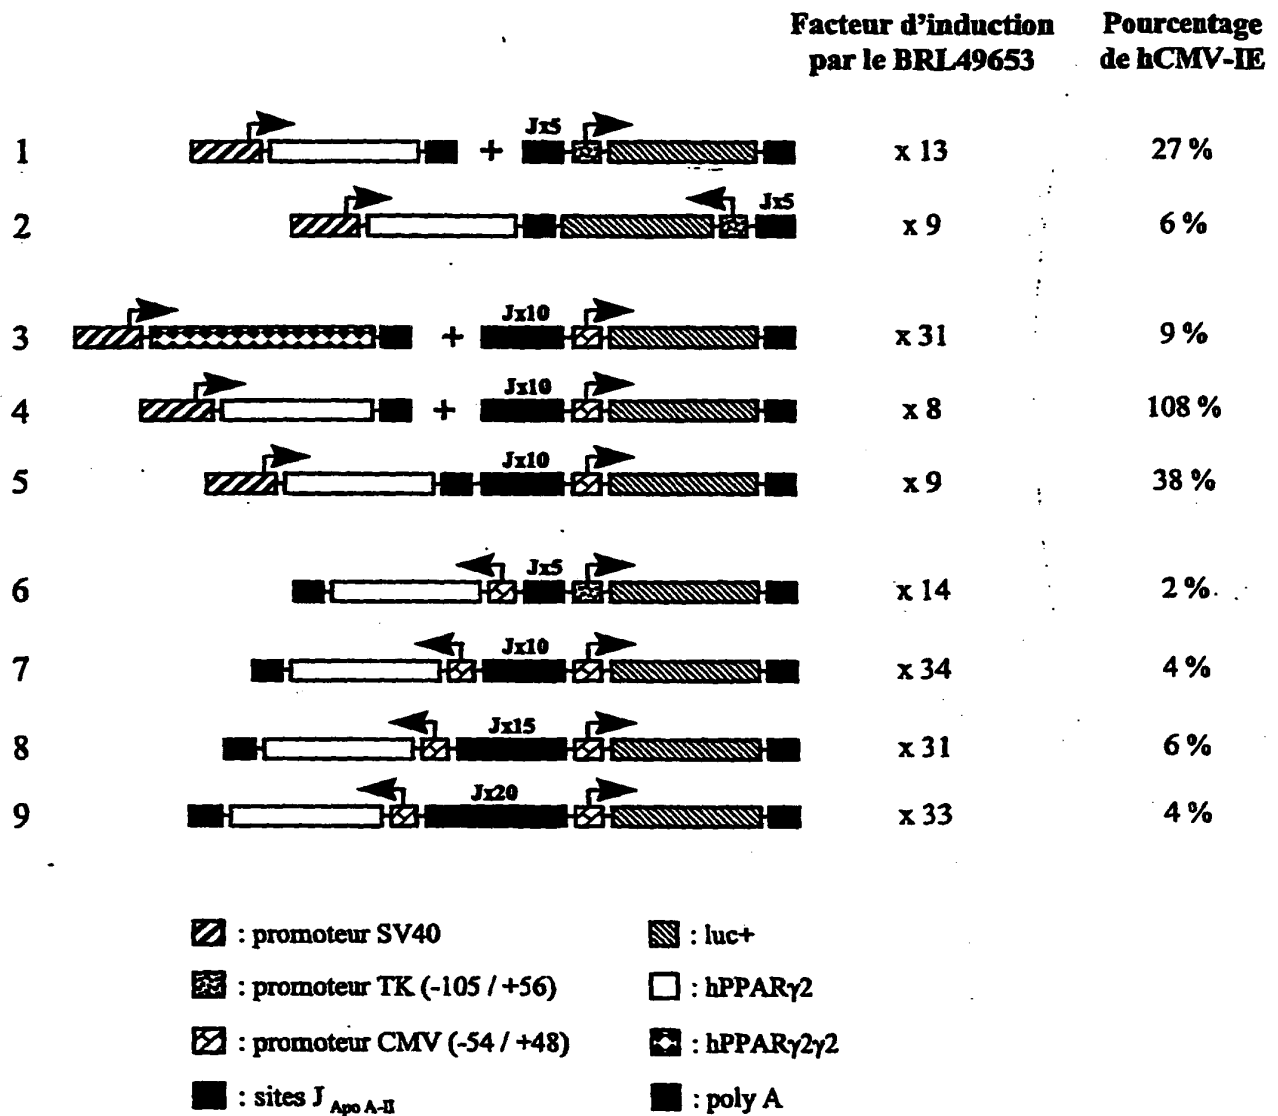 Facteur d'induction Pourcentage
par le BRL49653 de hCMV-IE
Jx5
1 + x 13 27 %
Jx5
2 x 9 6 %
Jx10
3 + x 31 9 %
Jx10
4 + x 8 108 %
Jx10
5 x 9 38 %
Jx5
6 x 14 2 %
Jx10
7 x 34 4 %
Jx15
8 x 31 6 %
Jx20
9 x 33 4 %
: promoteur SV40 : luc+
: promoteur TK (-105 / +56) : hPPARγ2
: promoteur CMV (-54 / +48) : hPPARγ2γ2
: sites J Apo A-II : poly A